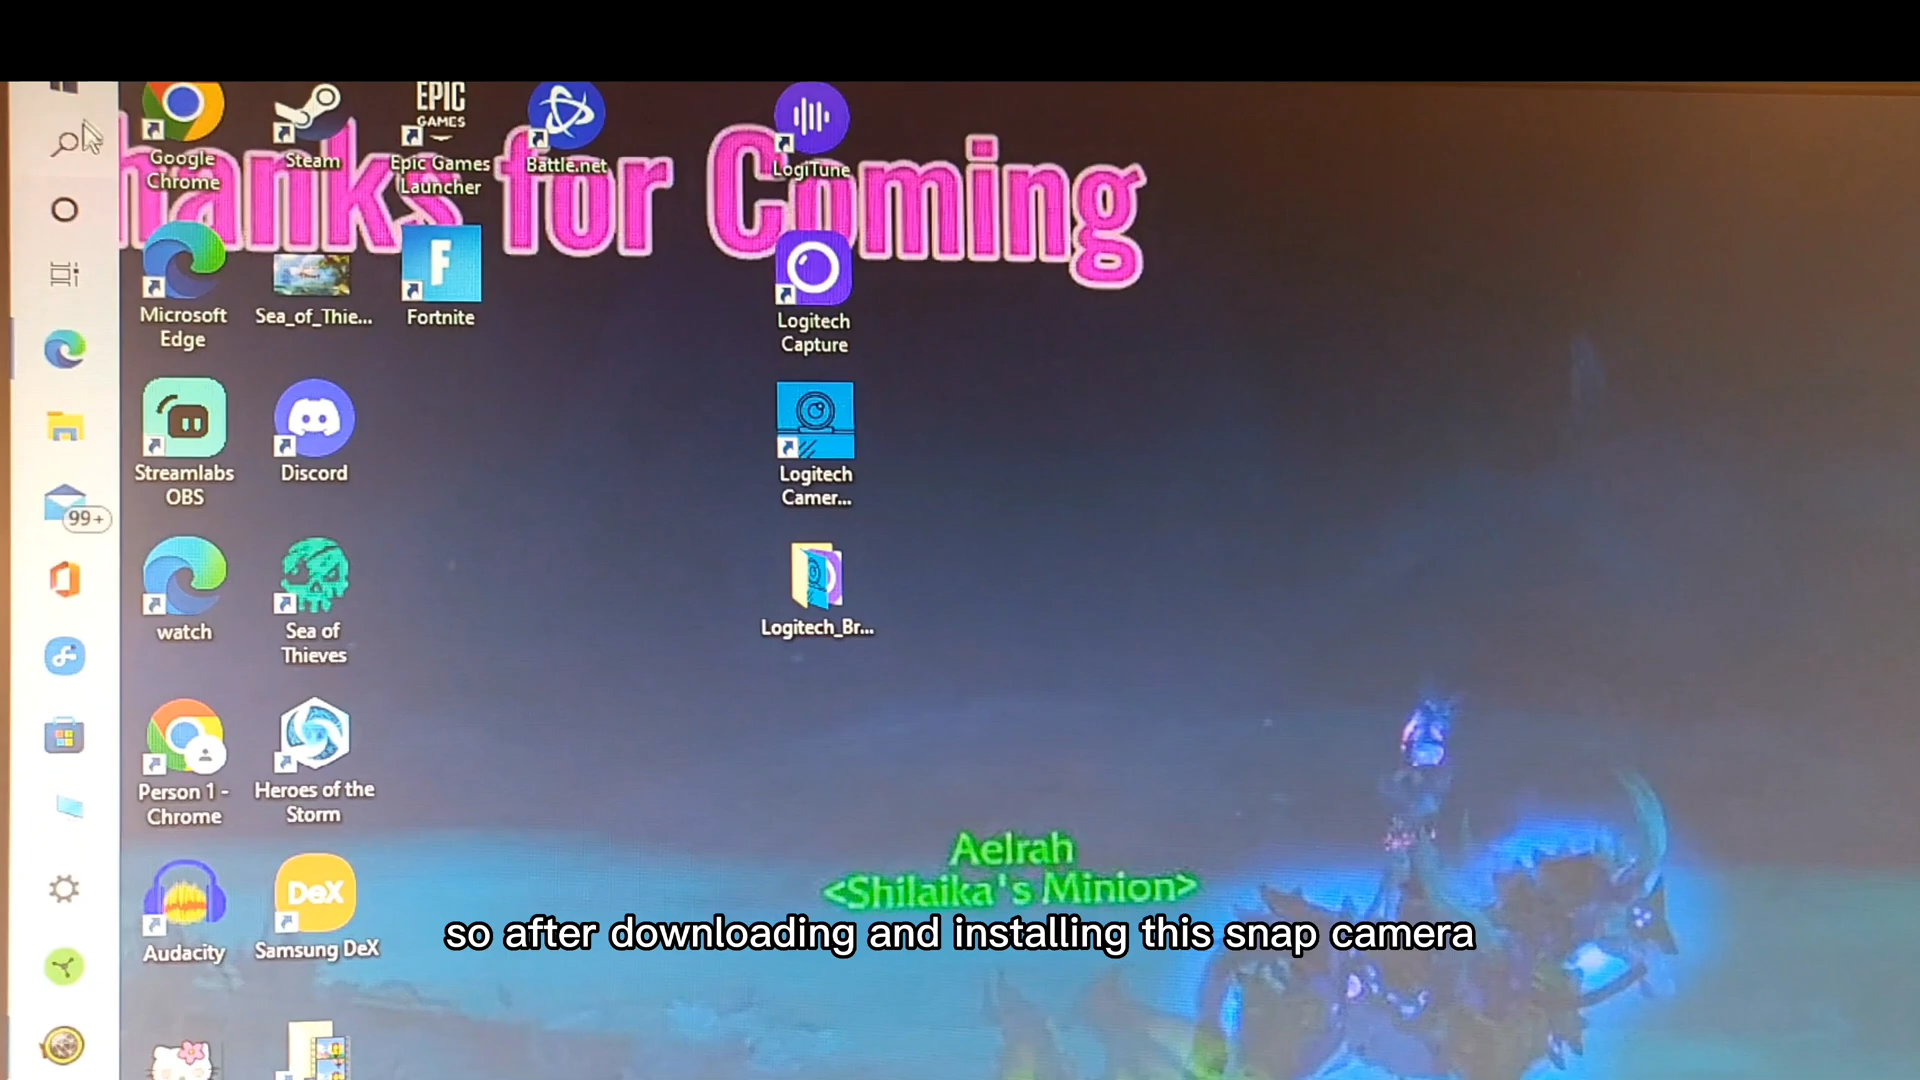 EPIC
GAMES
Google
Chrome
Steam
Epic Games
Launcher
Battle.net
LogiTune
hanks for Coming
F
Microsoft
Edge
Sea_of_Thie...
Fortnite
Logitech
Capture
Streamlabs
OBS
Discord
Logitech
Camer...
99+
watch
Sea of
Thieves
Logitech_Br...
Person 1 -
Chrome
Heroes of the
Storm
Aelrah
<Shilaika's Minion>
DeX
Audacity
Samsung DeX
so after downloading and installing this snap camera